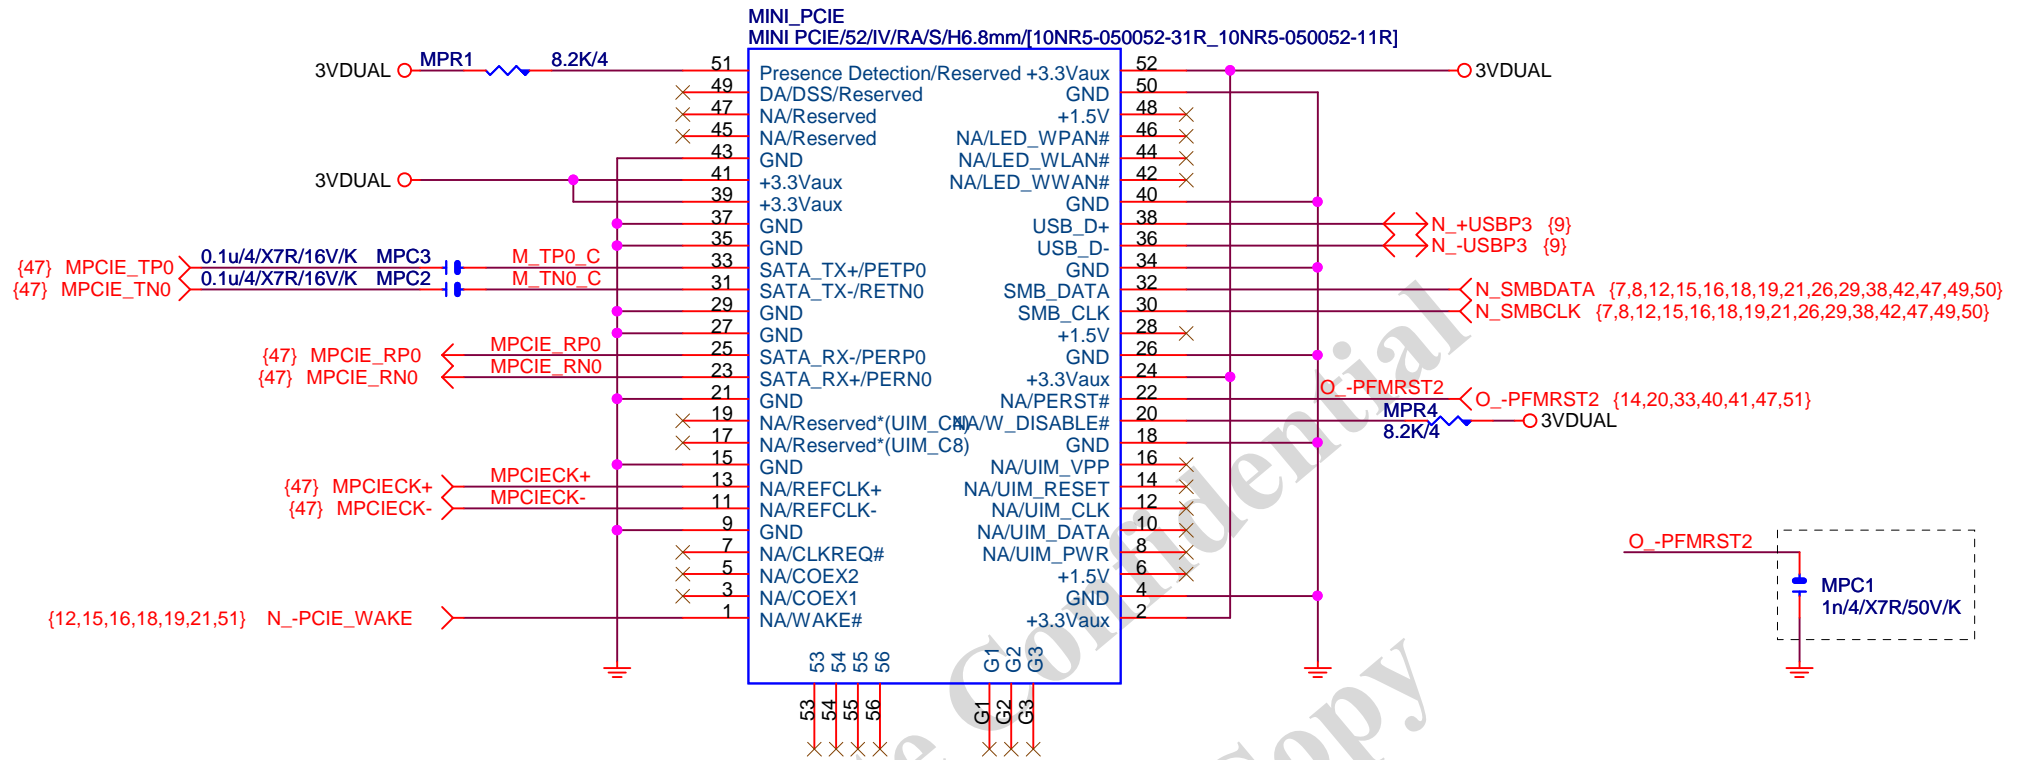 MINI_PCIE
MINI PCIE/52/IV/RA/S/H6.8mm/[10NR5-050052-31R_10NR5-050052-11R]
3VDUAL MPR1 8.2K/4 51 Presence Detection/Reserved +3.3Vaux 52 3VDUAL
49 DA/DSS/Reserved GND 50
47 NA/Reserved +1.5V 48
45 NA/Reserved NA/LED_WPAN# 46
43 GND NA/LED_WLAN# 44
3VDUAL 41 +3.3Vaux NA/LED_WWAN# 42
39 +3.3Vaux GND 40
37 GND USB_D+ 38 N_+USBP3 {9}
35 GND USB_D- 36 N_-USBP3 {9}
{47} MPCIE_TP0 0.1u/4/X7R/16V/K MPC3 M_TP0_C 33 SATA_TX+/PETP0 GND 34
{47} MPCIE_TN0 0.1u/4/X7R/16V/K MPC2 M_TN0_C 31 SATA_TX-/RETN0 SMB_DATA 32 N_SMBDATA {7,8,12,15,16,18,19,21,26,29,38,42,47,49,50}
29 GND SMB_CLK 30 N_SMBCLK {7,8,12,15,16,18,19,21,26,29,38,42,47,49,50}
27 GND +1.5V 28
{47} MPCIE_RP0 MPCIE_RP0 25 SATA_RX-/PERP0 GND 26
{47} MPCIE_RN0 MPCIE_RN0 23 SATA_RX+/PERN0 +3.3Vaux 24
21 GND NA/PERST# 22 O_-PFMRST2 O_-PFMRST2 {14,20,33,40,41,47,51}
19 NA/Reserved*(UIM_C4) NA/W_DISABLE# 20 MPR4 8.2K/4 3VDUAL
17 NA/Reserved*(UIM_C8) GND 18
15 GND NA/UIM_VPP 16
{47} MPCIECK+ MPCIECK+ 13 NA/REFCLK+ NA/UIM_RESET 14
{47} MPCIECK- MPCIECK- 11 NA/REFCLK- NA/UIM_CLK 12
9 GND NA/UIM_DATA 10
7 NA/CLKREQ# NA/UIM_PWR 8
5 NA/COEX2 +1.5V 6
3 NA/COEX1 GND 4
{12,15,16,18,19,21,51} N_-PCIE_WAKE 1 NA/WAKE# +3.3Vaux 2
53 54 55 56 G1 G2 G3
53 54 55 56 G1 G2 G3
O_-PFMRST2
MPC1
1n/4/X7R/50V/K
Confidential
Copy